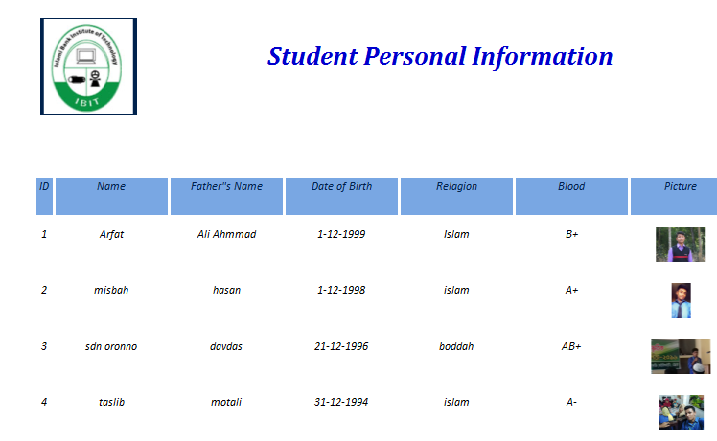 Islami Bank Institute of Technology
IBIT
Student Personal Information
ID Name Father"s Name Date of Birth Relagion Blood Picture
1 Arfat Ali Ahmmad 1-12-1999 Islam B+
2 misbah hasan 1-12-1998 islam A+
3 sdn oronno devdas 21-12-1996 boddah AB+
4 taslib motali 31-12-1994 islam A-